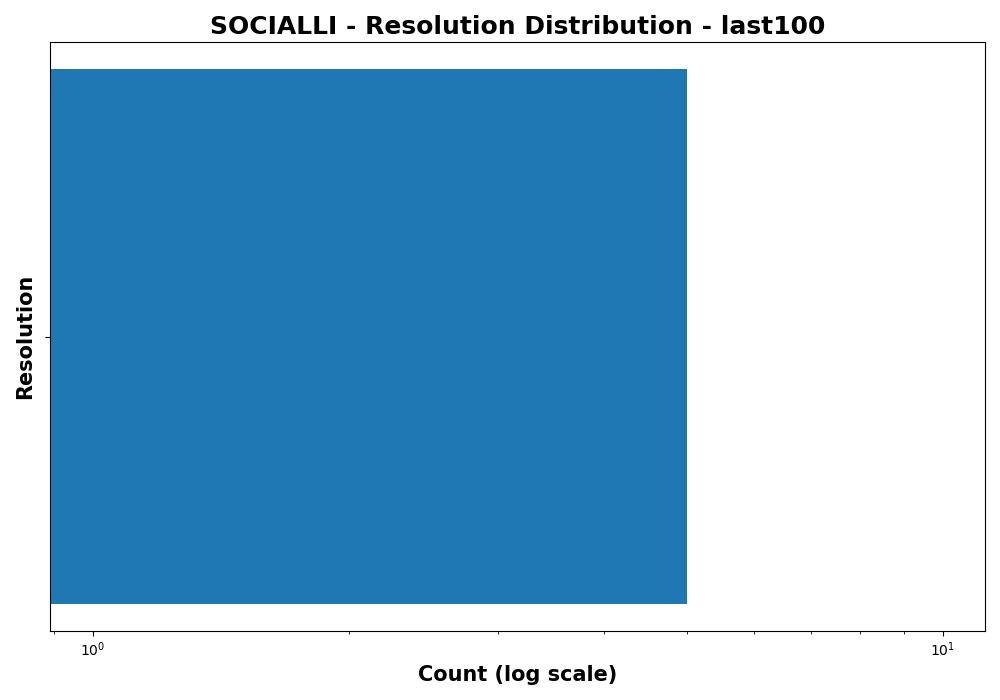 SOCIALLI - Resolution Distribution - last100
Resolution
10⁰
10¹
Count (log scale)